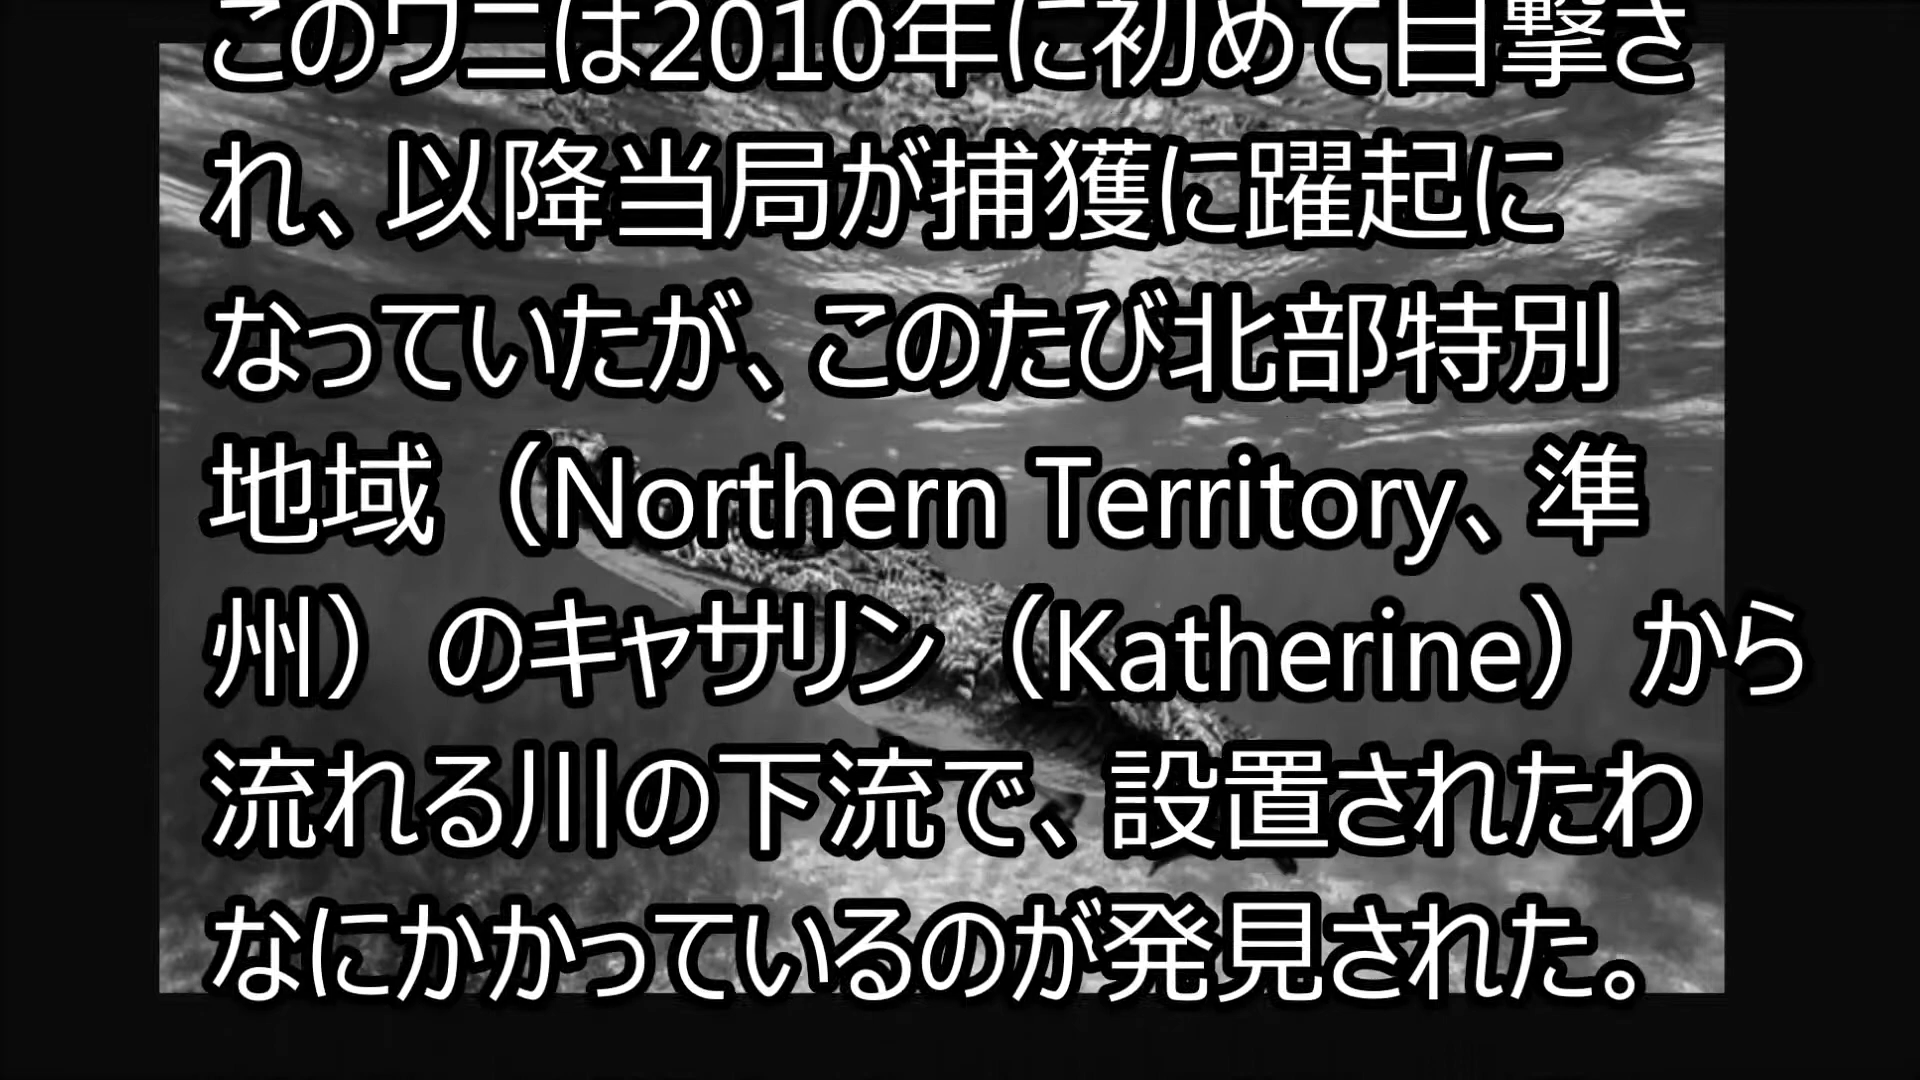 このワニは2010年に初めて目撃さ
れ、以降当局が捕獲に躍起に
なっていたが、このたび北部特別
地域（Northern Territory、準
州）のキャサリン（Katherine）から
流れる川の下流で、設置されたわ
なにかかっているのが発見された。